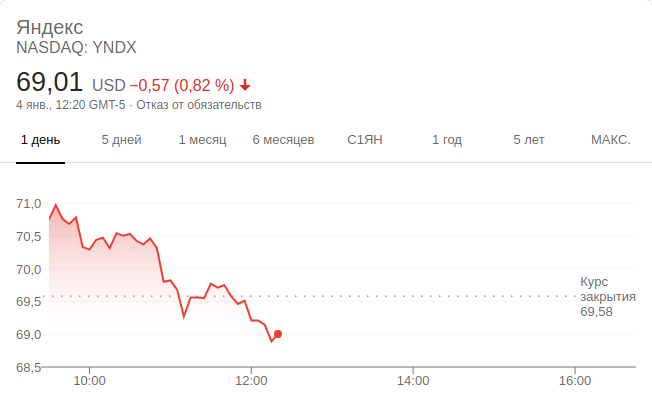 Яндекс
NASDAQ: YNDX
69,01 USD −0,57 (0,82 %)
4 янв., 12:20 GMT-5 · Отказ от обязательств
1 день 5 дней 1 месяц 6 месяцев С1ЯН 1 год 5 лет МАКС.
71,0
70,5
70,0
69,5
69,0
68,5
Курс
закрытия
69,58
10:00 12:00 14:00 16:00